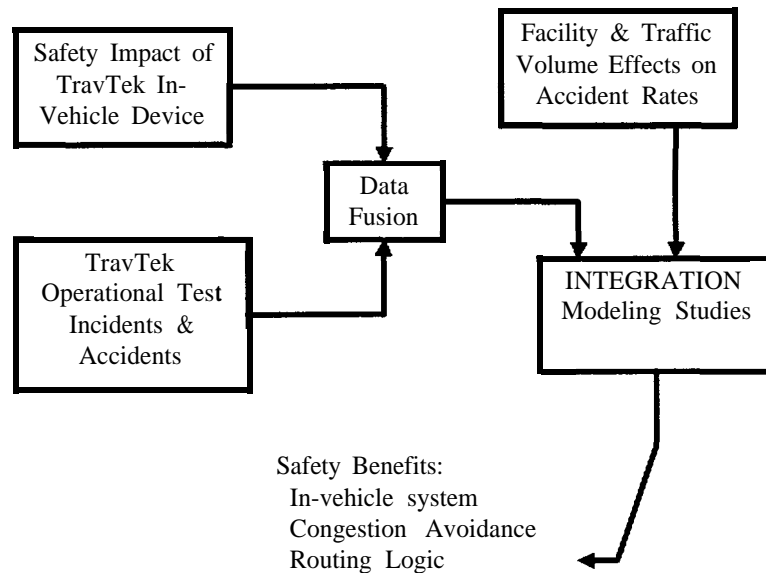 Safety Impact of
TravTek In-
Vehicle Device
Facility & Traffic
Volume Effects on
Accident Rates
Data
Fusion
TravTek
Operational Test
Incidents &
Accidents
INTEGRATION
Modeling Studies
Safety Benefits:
In-vehicle system
Congestion Avoidance
Routing Logic